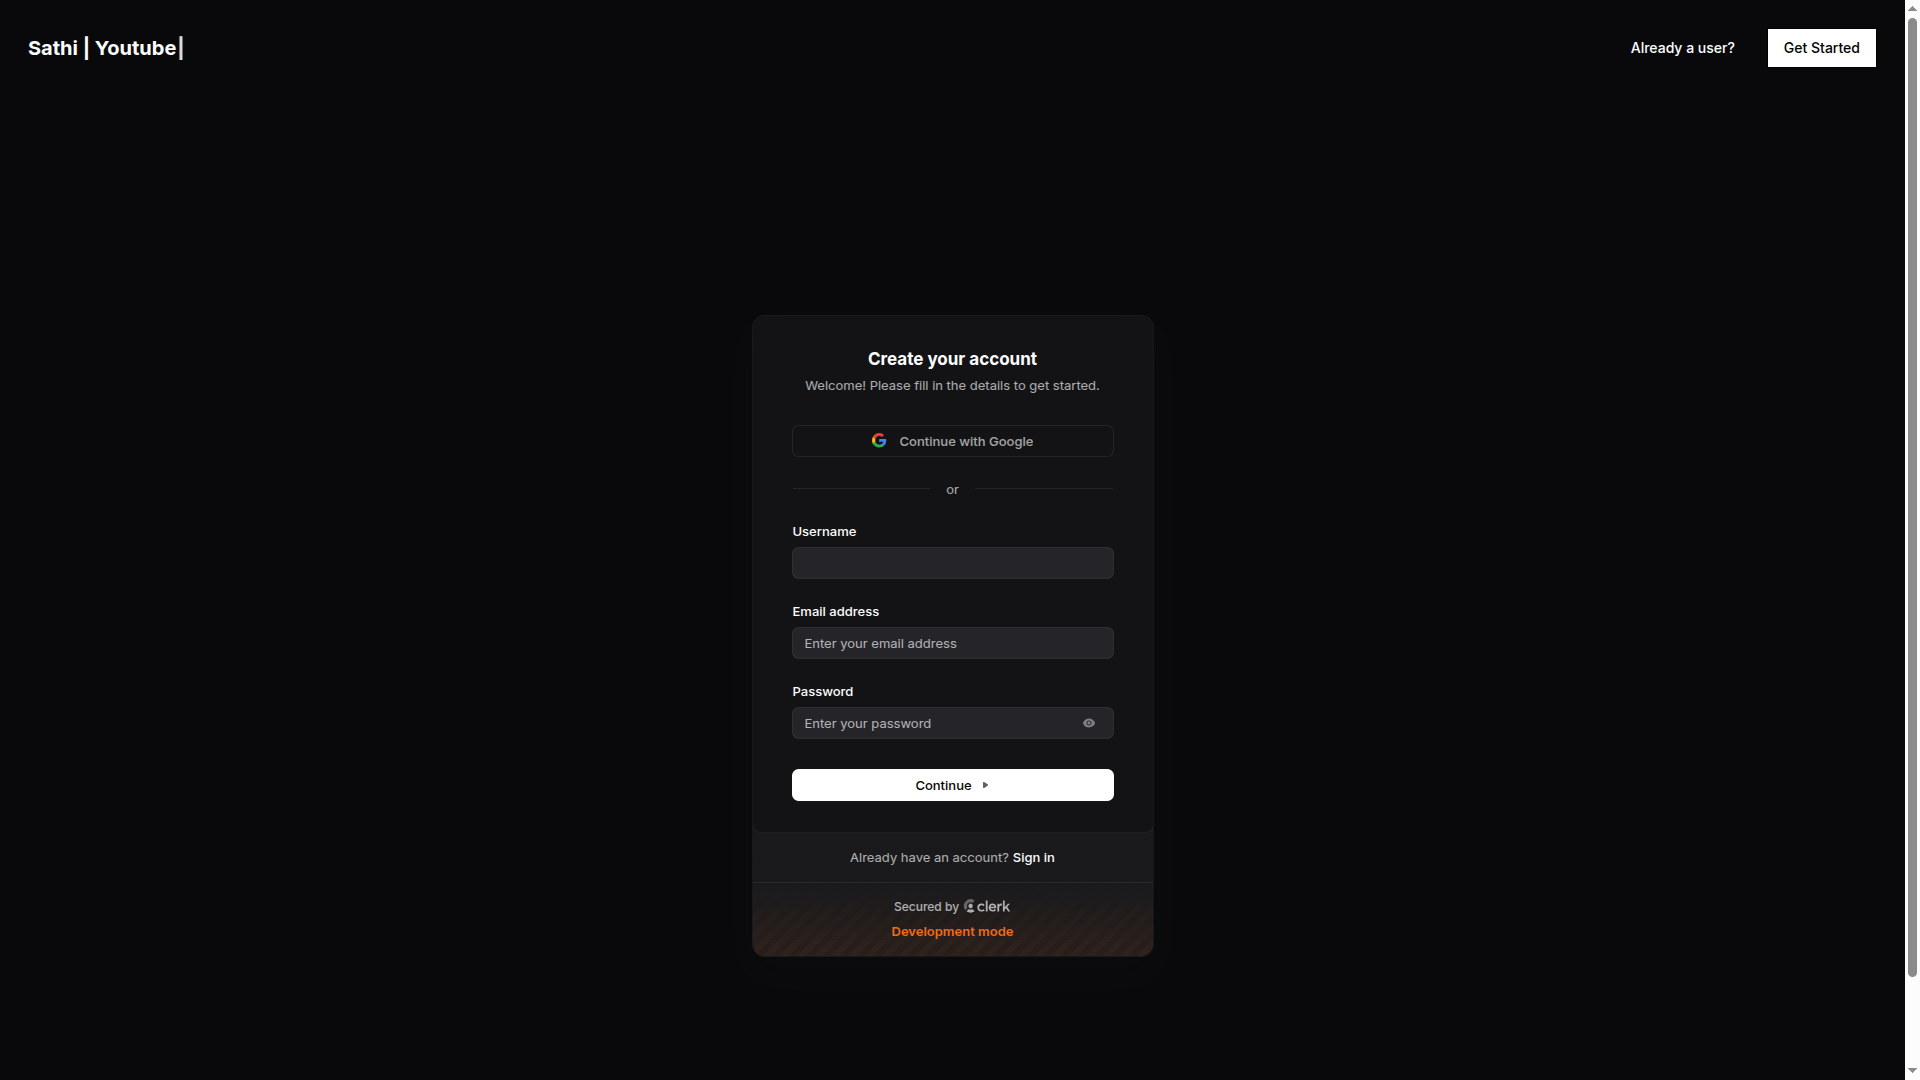 Sathi | Youtube|
Already a user?
Get Started
Create your account
Welcome! Please fill in the details to get started.
Continue with Google
or
Username
Email address
Enter your email address
Password
Enter your password
Continue
Already have an account? Sign in
Secured by clerk
Development mode